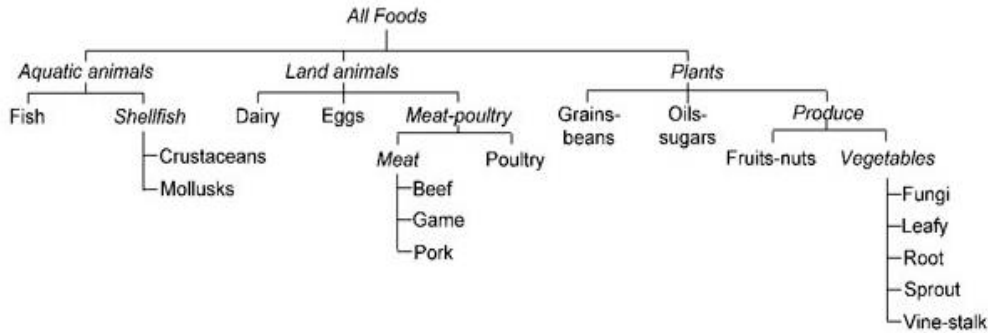 All Foods
Aquatic animals
Land animals
Plants
Fish
Shellfish
Dairy
Eggs
Meat-poultry
Grains-
beans
Oils-
sugars
Produce
Crustaceans
Mollusks
Meat
Poultry
Fruits-nuts
Vegetables
Beef
Game
Pork
Fungi
Leafy
Root
Sprout
Vine-stalk